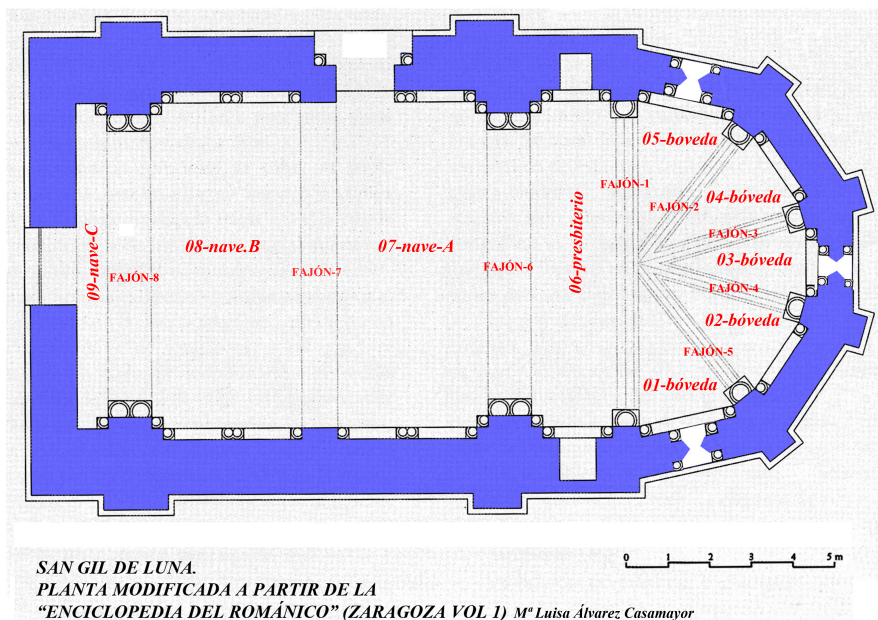 05-boveda
FAJÓN-1
04-bóveda
FAJÓN-2
06-presbiterio
FAJÓN-3
09-nave-C
08-nave.B
07-nave-A
03-bóveda
FAJÓN-8
FAJÓN-7
FAJÓN-6
FAJÓN-4
02-bóveda
FAJÓN-5
01-bóveda
0 1 2 3 4 5 m
SAN GIL DE LUNA.
PLANTA MODIFICADA A PARTIR DE LA
“ENCICLOPEDIA DEL ROMÁNICO” (ZARAGOZA VOL 1) Mª Luisa Álvarez Casamayor